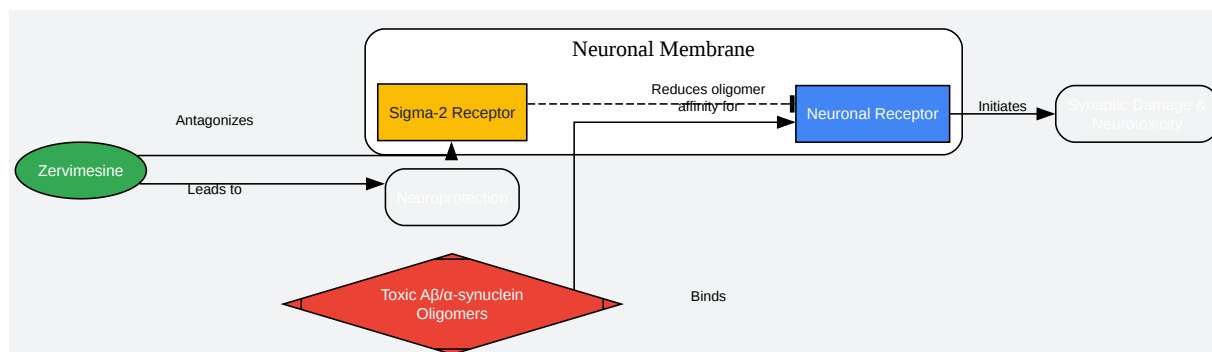 Neuronal Membrane
Reduces oligomer
affinity for
Sigma-2 Receptor
Neuronal Receptor
Initiates
Synaptic Damage &
Neurotoxicity
Antagonizes
Zervimesine
Leads to
Neuroprotection
Toxic Aβ/α-synuclein
Oligomers
Binds